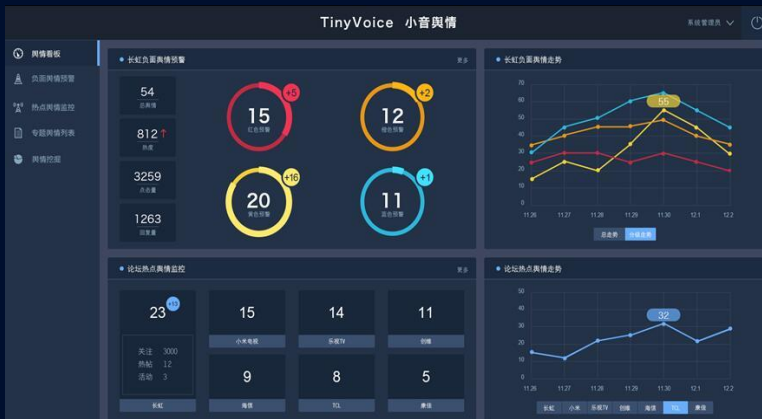 TinyVoice 小音舆情
系统管理员
舆情看板
负面舆情预警
热点舆情监控
专题舆情列表
舆情挖掘
长虹负面舆情预警
更多
54
总舆情
812↑
热度
3259
点击量
1263
回复量
15
红色预警
+5
12
橙色预警
+2
20
黄色预警
+16
11
蓝色预警
+1
长虹负面舆情走势
70
60
50
40
30
20
10
0
55
11.26 11.27 11.28 11.29 11.30 12.1 12.2
总走势 分级走势
论坛热点舆情监控
更多
23
+13
关注 3000
热帖 12
活动 3
长虹
15
小米电视
14
乐视TV
11
创维
9
海信
8
TCL
5
康佳
论坛热点舆情走势
50
40
30
20
10
0
32
11.26 11.27 11.28 11.29 11.30 12.1 12.2
长虹 小米 乐视TV 创维 海信 TCL 康佳